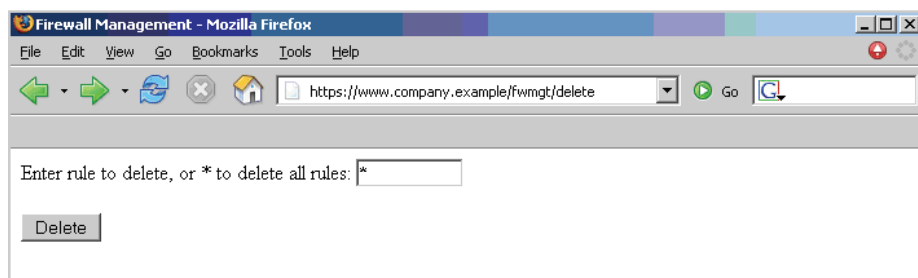 Firewall Management - Mozilla Firefox
File Edit View Go Bookmarks Tools Help
https://www.company.example/fwmgt/delete Go G
Enter rule to delete, or * to delete all rules: *
Delete